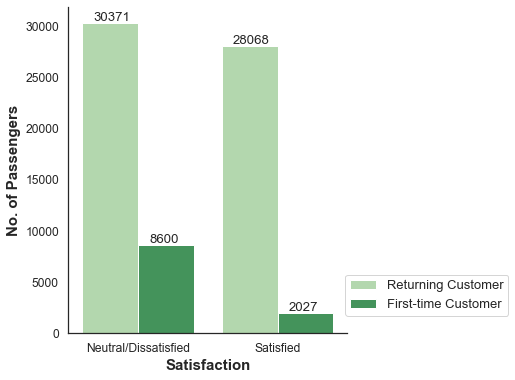 No. of Passengers
30000
25000
20000
15000
10000
5000
0
30371
8600
28068
2027
Neutral/Dissatisfied
Satisfied
Satisfaction
Returning Customer
First-time Customer